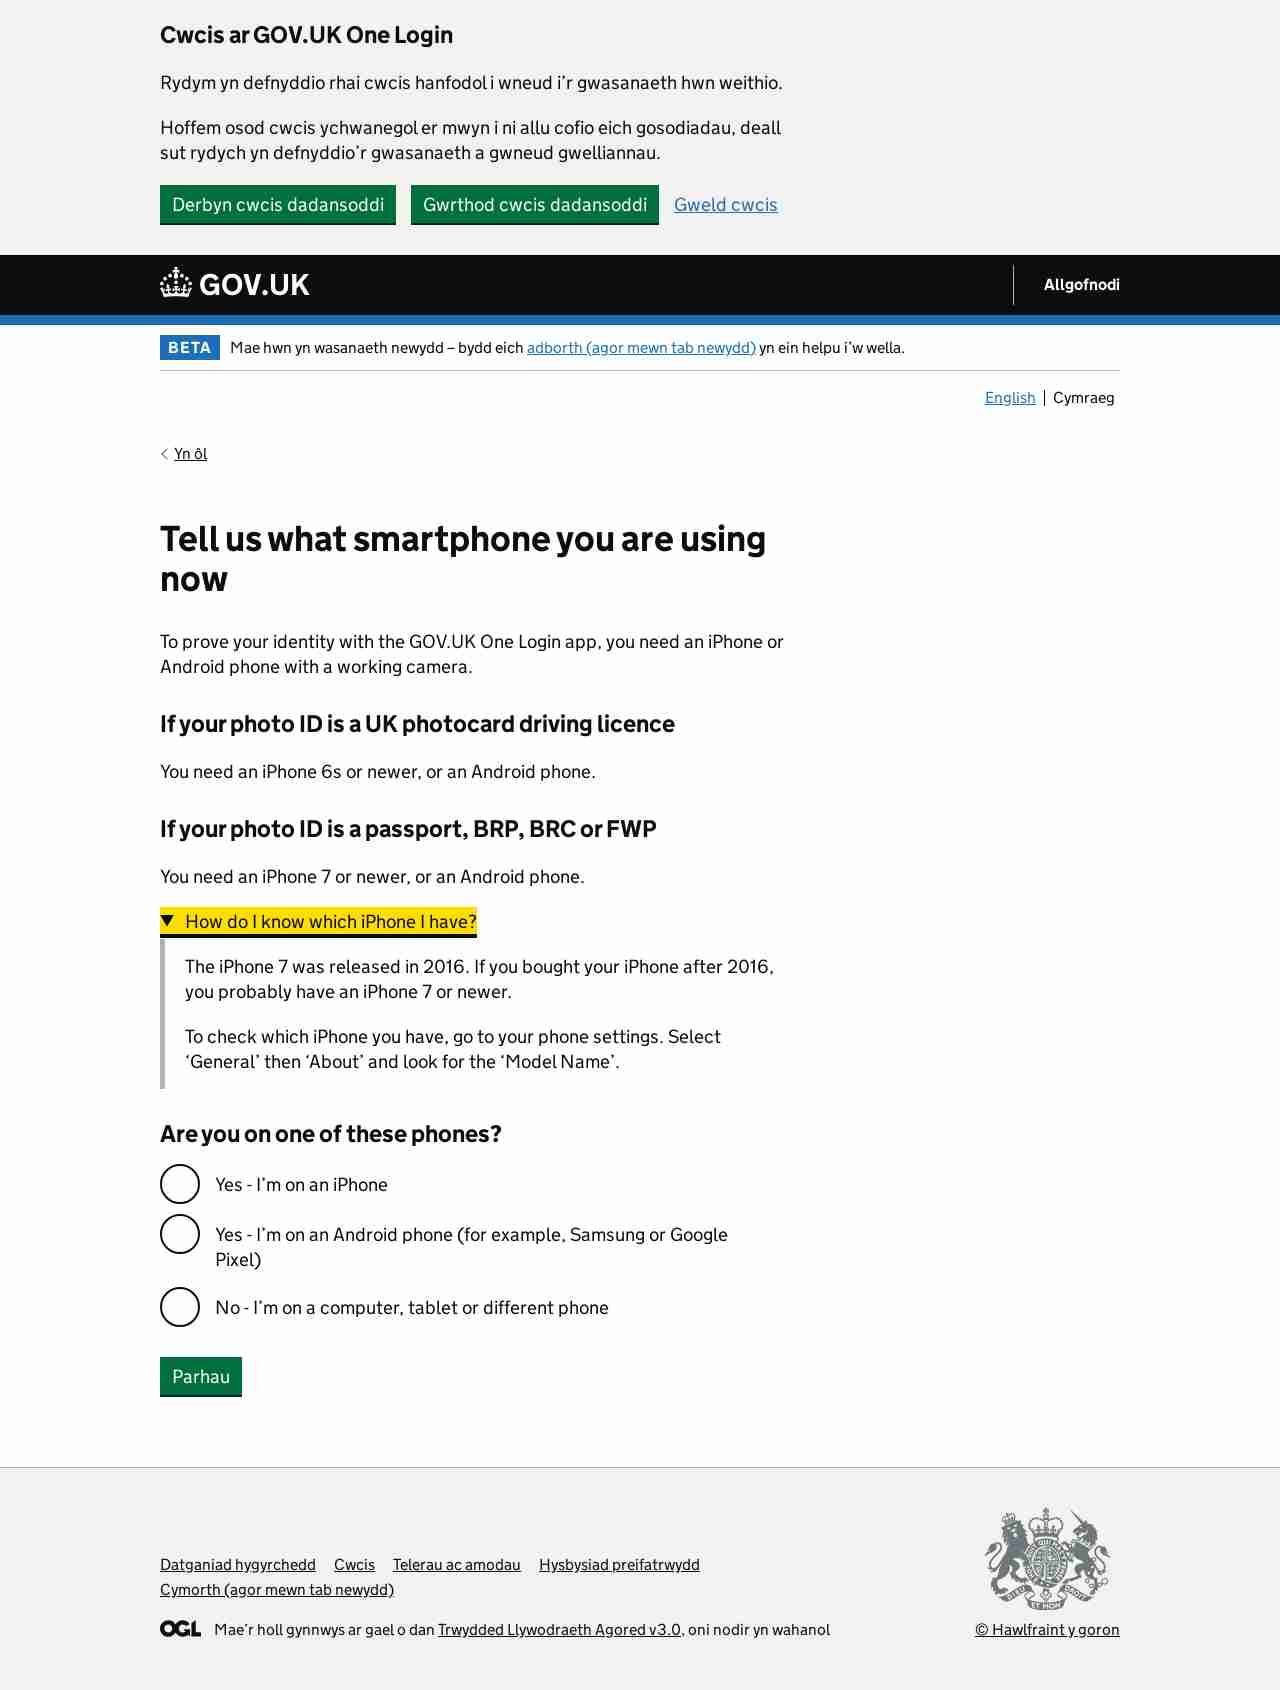 Cwcis ar GOV.UK One Login
Rydym yn defnyddio rhai cwcis hanfodol i wneud i’r gwasanaeth hwn weithio.
Hoffem osod cwcis ychwanegol er mwyn i ni allu cofio eich gosodiadau, deall
sut rydych yn defnyddio’r gwasanaeth a gwneud gwelliannau.
Derbyn cwcis dadansoddi Gwrthod cwcis dadansoddi Gweld cwcis
GOV.UK Allgofnodi
BETA Mae hwn yn wasanaeth newydd – bydd eich adborth (agor mewn tab newydd) yn ein helpu i’w wella.
English Cymraeg
Yn ôl
Tell us what smartphone you are using
now
To prove your identity with the GOV.UK One Login app, you need an iPhone or
Android phone with a working camera.
If your photo ID is a UK photocard driving licence
You need an iPhone 6s or newer, or an Android phone.
If your photo ID is a passport, BRP, BRC or FWP
You need an iPhone 7 or newer, or an Android phone.
How do I know which iPhone I have?
The iPhone 7 was released in 2016. If you bought your iPhone after 2016,
you probably have an iPhone 7 or newer.
To check which iPhone you have, go to your phone settings. Select
‘General’ then ‘About’ and look for the ‘Model Name’.
Are you on one of these phones?
Yes - I’m on an iPhone
Yes - I’m on an Android phone (for example, Samsung or Google
Pixel)
No - I’m on a computer, tablet or different phone
Parhau
Datganiad hygyrchedd Cwcis Telerau ac amodau Hysbysiad preifatrwydd
Cymorth (agor mewn tab newydd)
OGL Mae’r holl gynnwys ar gael o dan Trwydded Llywodraeth Agored v3.0, oni nodir yn wahanol
© Hawlfraint y goron